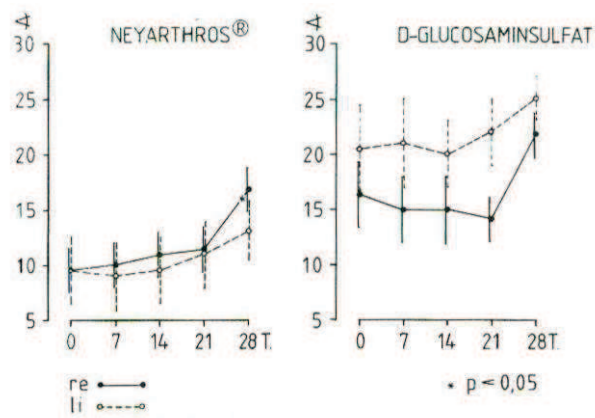 ∢ ∢
NEYARTHROS® D-GLUCOSAMINSULFAT
30 30
25 25
20 20
15 15
10 10
5 5
0 7 14 21 28 T. 0 7 14 21 28 T.
re
li
* p < 0,05